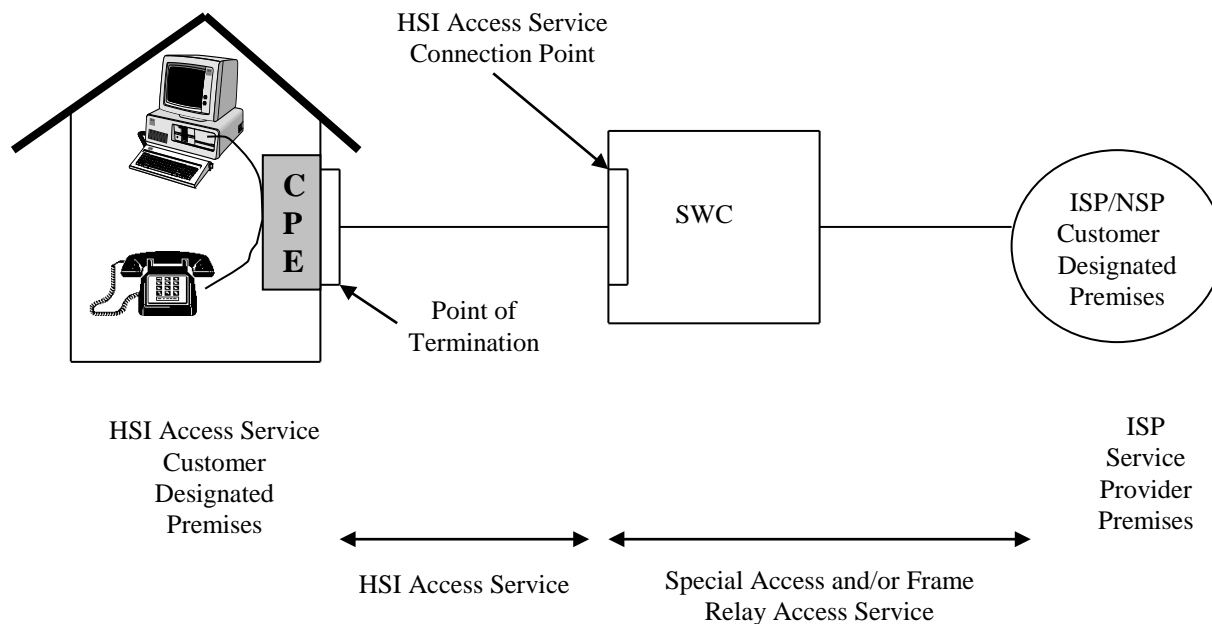 HSI Access Service
Connection Point
C
P
E
SWC
ISP/NSP
Customer
Designated
Premises
Point of
Termination
HSI Access Service
Customer
Designated
Premises
ISP
Service
Provider
Premises
HSI Access Service
Special Access and/or Frame
Relay Access Service